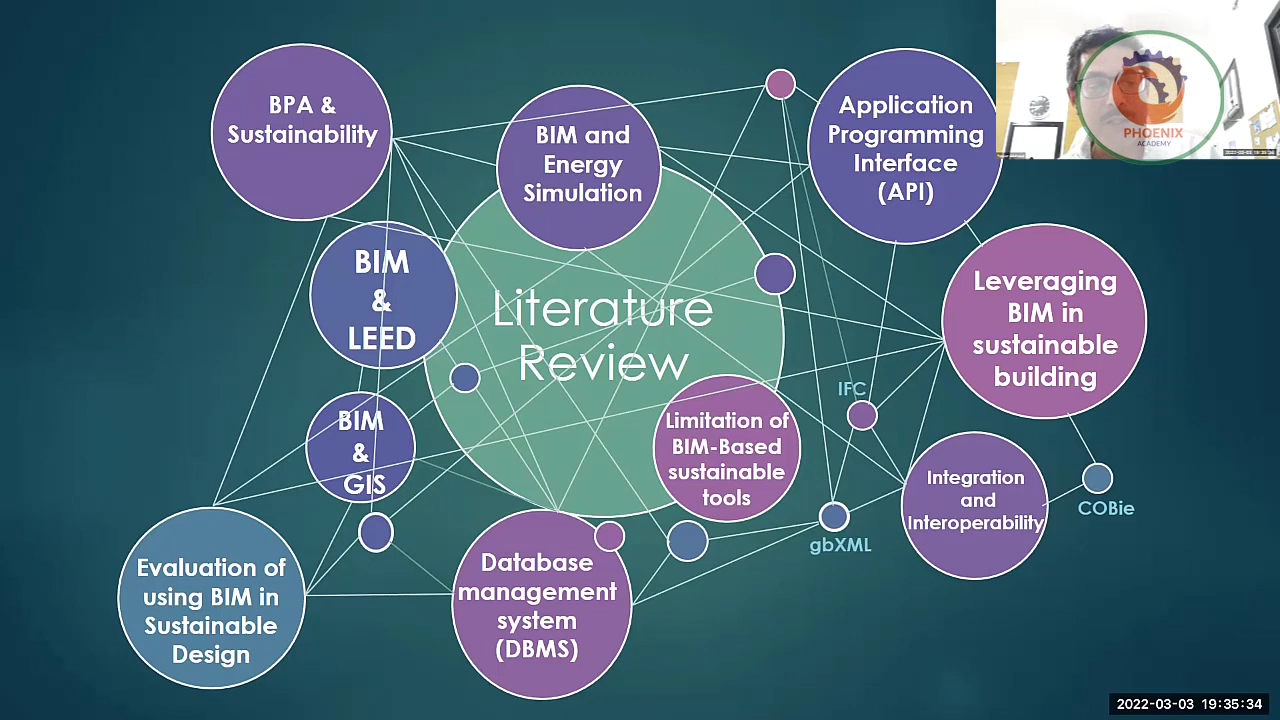 BPA &
Sustainability
BIM and
Energy
Simulation
Application
Programming
Interface
(API)
PHOENIX
ACADEMY
BIM
&
LEED
Literature
Review
Leveraging
BIM in
sustainable
building
BIM
&
GIS
Limitation of
BIM-Based
sustainable
tools
IFC
Integration
and
Interoperability
COBie
gbXML
Evaluation of
using BIM in
Sustainable
Design
Database
management
system
(DBMS)
2022-03-03 19:35:34